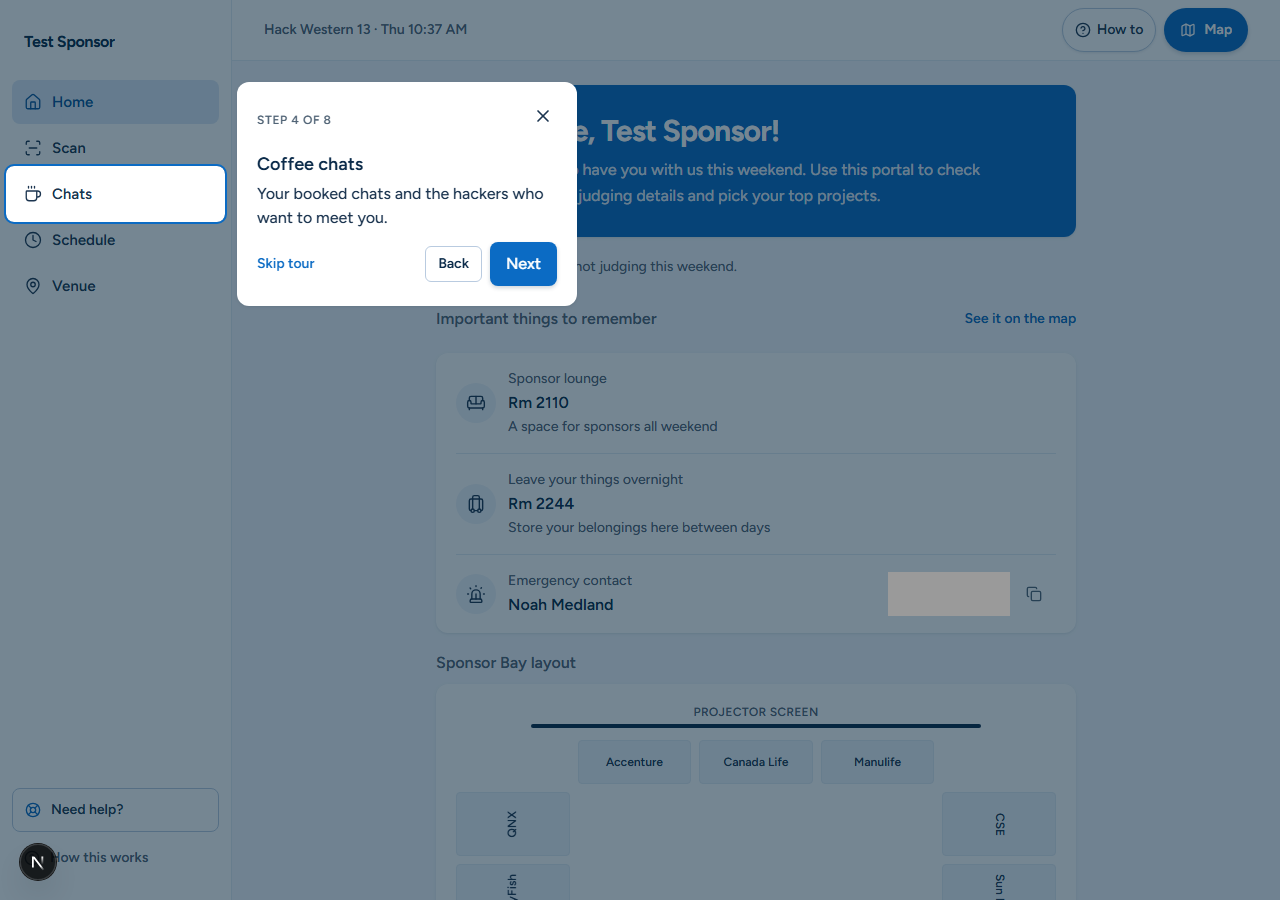 Test Sponsor
Hack Western 13 · Thu 10:37 AM
How to
Map
Home
Scan
Chats
Schedule
Venue
STEP 4 OF 8
Coffee chats
Your booked chats and the hackers who
want to meet you.
Skip tour
Back
Next
e, Test Sponsor!
have you with us this weekend. Use this portal to check
judging details and pick your top projects.
not judging this weekend.
Important things to remember
See it on the map
Sponsor lounge
Rm 2110
A space for sponsors all weekend
Leave your things overnight
Rm 2244
Store your belongings here between days
Emergency contact
Noah Medland
Sponsor Bay layout
PROJECTOR SCREEN
Accenture
Canada Life
Manulife
QNX
CSE
yFish
Sun
Need help?
How this works
N